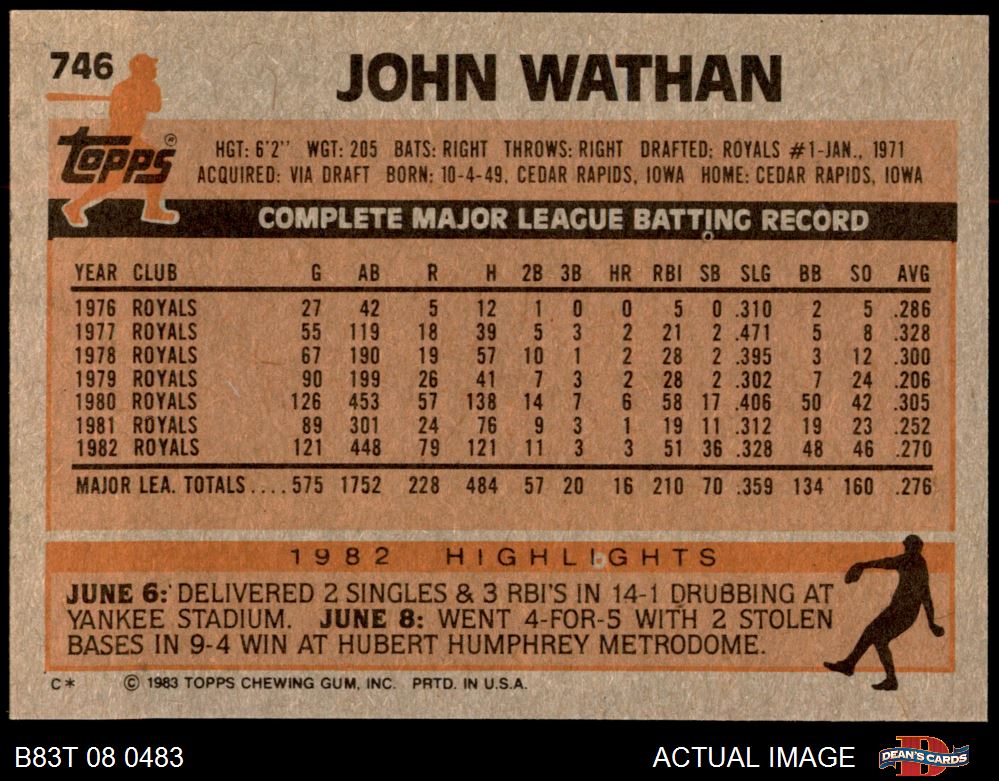 746
JOHN WATHAN
Topps®
HGT: 6'2" WGT: 205 BATS: RIGHT THROWS: RIGHT DRAFTED: ROYALS #1-JAN., 1971
ACQUIRED: VIA DRAFT BORN: 10-4-49, CEDAR RAPIDS, IOWA HOME: CEDAR RAPIDS, IOWA
COMPLETE MAJOR LEAGUE BATTING RECORD
YEAR CLUB G AB R H 2B 3B HR RBI SB SLG BB SO AVG
1976 ROYALS 27 42 5 12 1 0 0 5 0 .310 2 5 .286
1977 ROYALS 55 119 18 39 5 3 2 21 2 .471 5 8 .328
1978 ROYALS 67 190 19 57 10 1 2 28 2 .395 3 12 .300
1979 ROYALS 90 199 26 41 7 3 2 28 2 .302 7 24 .206
1980 ROYALS 126 453 57 138 14 7 6 58 17 .406 50 42 .305
1981 ROYALS 89 301 24 76 9 3 1 19 11 .312 19 23 .252
1982 ROYALS 121 448 79 121 11 3 3 51 36 .328 48 46 .270
MAJOR LEA. TOTALS....575 1752 228 484 57 20 16 210 70 .359 134 160 .276
1982 HIGHLIGHTS
JUNE 6: DELIVERED 2 SINGLES & 3 RBI'S IN 14-1 DRUBBING AT
YANKEE STADIUM. JUNE 8: WENT 4-FOR-5 WITH 2 STOLEN
BASES IN 9-4 WIN AT HUBERT HUMPHREY METRODOME.
C* © 1983 TOPPS CHEWING GUM, INC. PRTD. IN U.S.A.
B83T 08 0483
ACTUAL IMAGE
D
DEAN'S CARDS